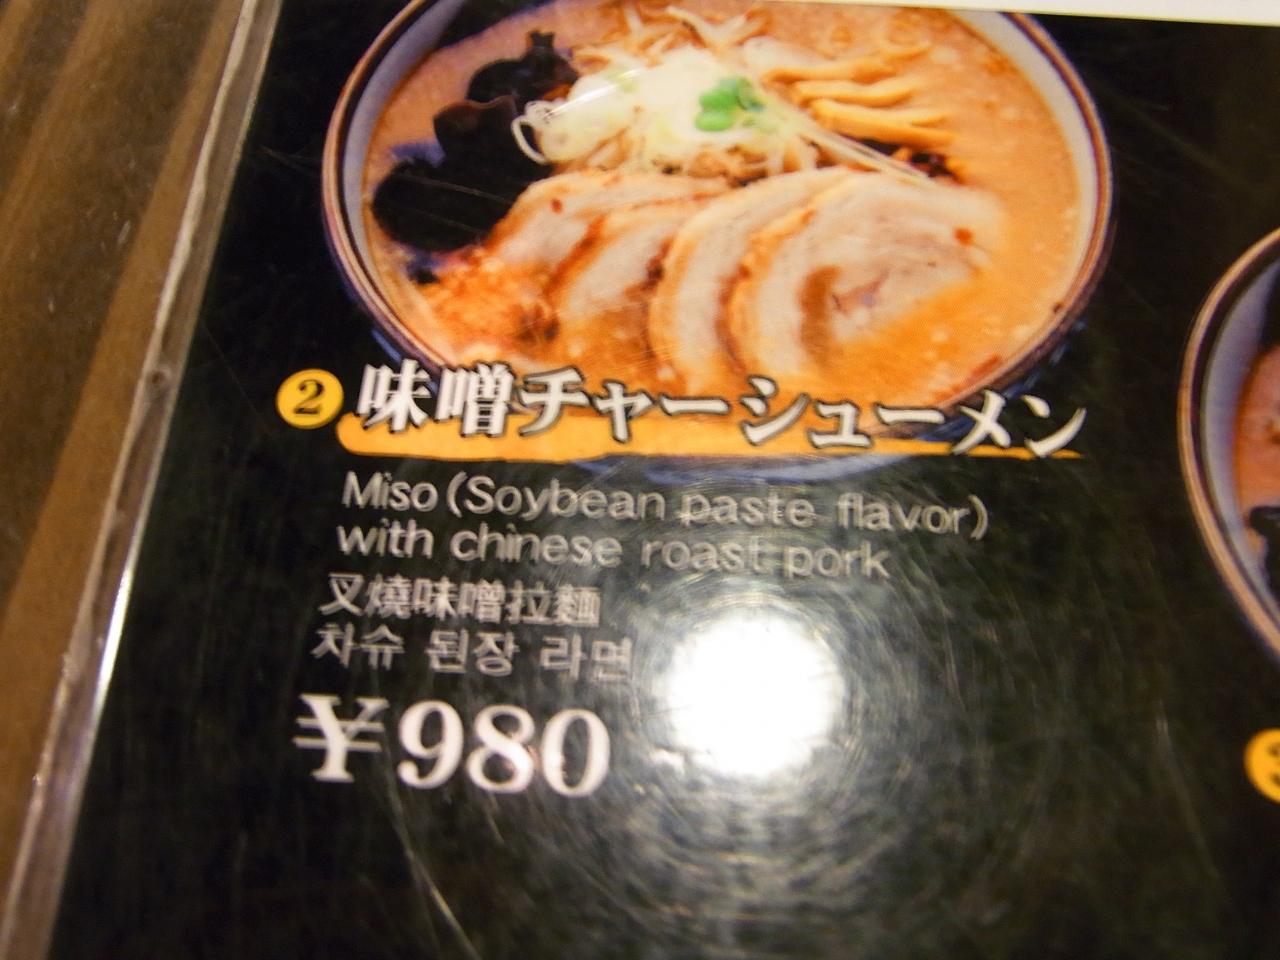 2 味噌チャーシューメン
Miso (Soybean paste flavor)
with chinese roast pork
叉燒味噌拉麵
차슈 된장 라면
¥980